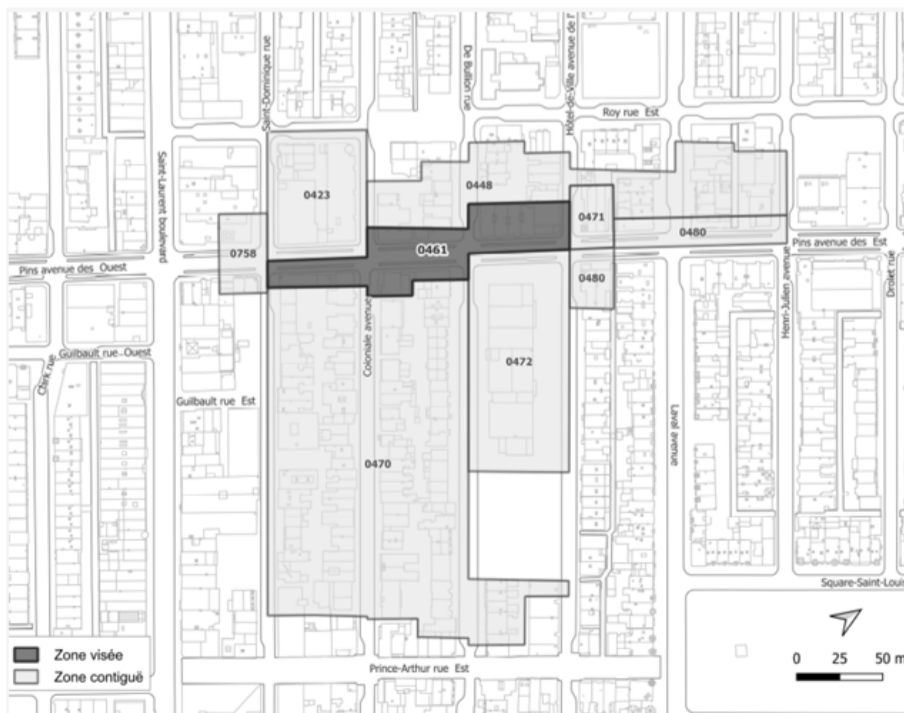 Saint-Dominique rue
De Bullion rue
Hôtel-de-Ville avenue de l'
Roy rue Est
Saint-Laurent boulevard
0423
0448
0471
0758
0461
0480
Pins avenue des Ouest
Pins avenue des Est
0480
Henri-Julien avenue
Drolet rue
Coloniale avenue
Guilbault rue Ouest
Clark rue
0472
Guilbault rue Est
Laval avenue
0470
Square-Saint-Louis
Zone visée
Zone contiguë
Prince-Arthur rue Est
0 25 50 m